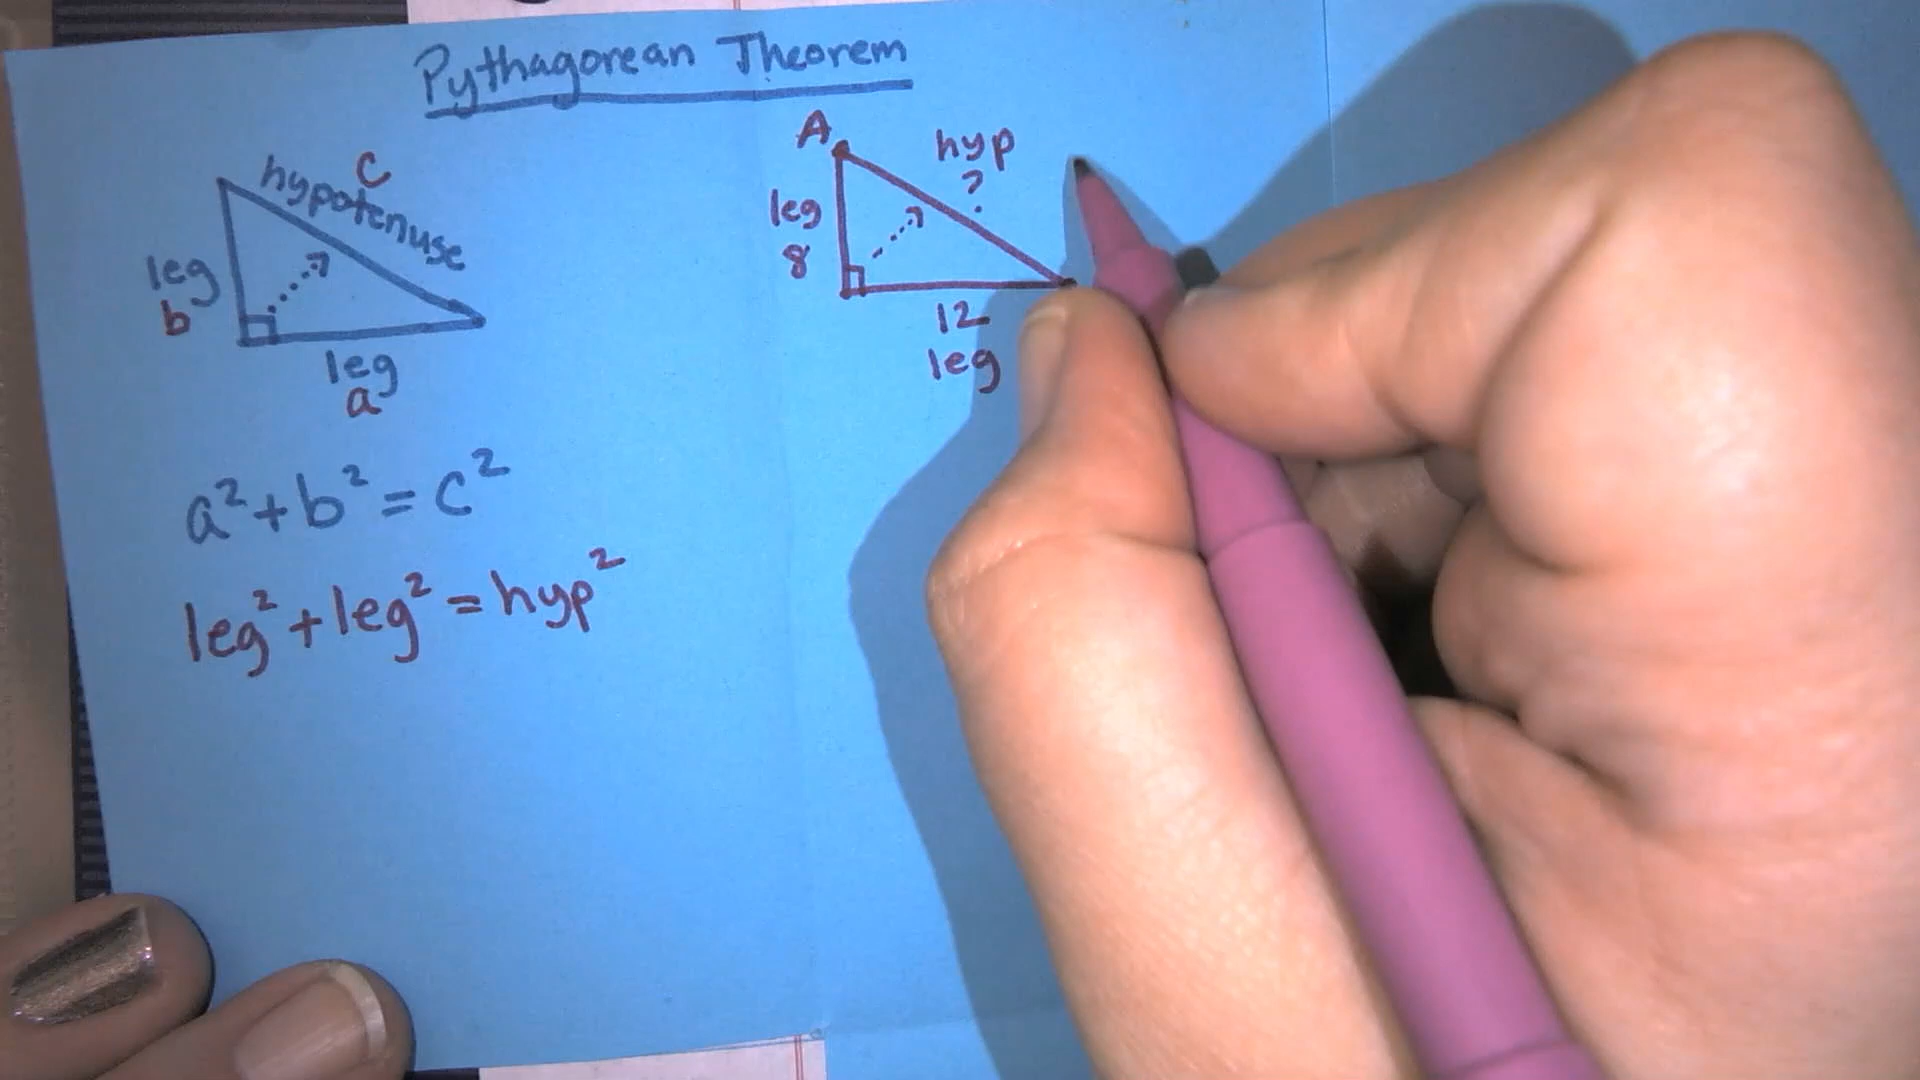 Pythagorean Theorem
c
hypotenuse
leg
b
leg
a
a²+b²=c²
leg²+leg²=hyp²
A
hyp
?
leg
8
12
leg